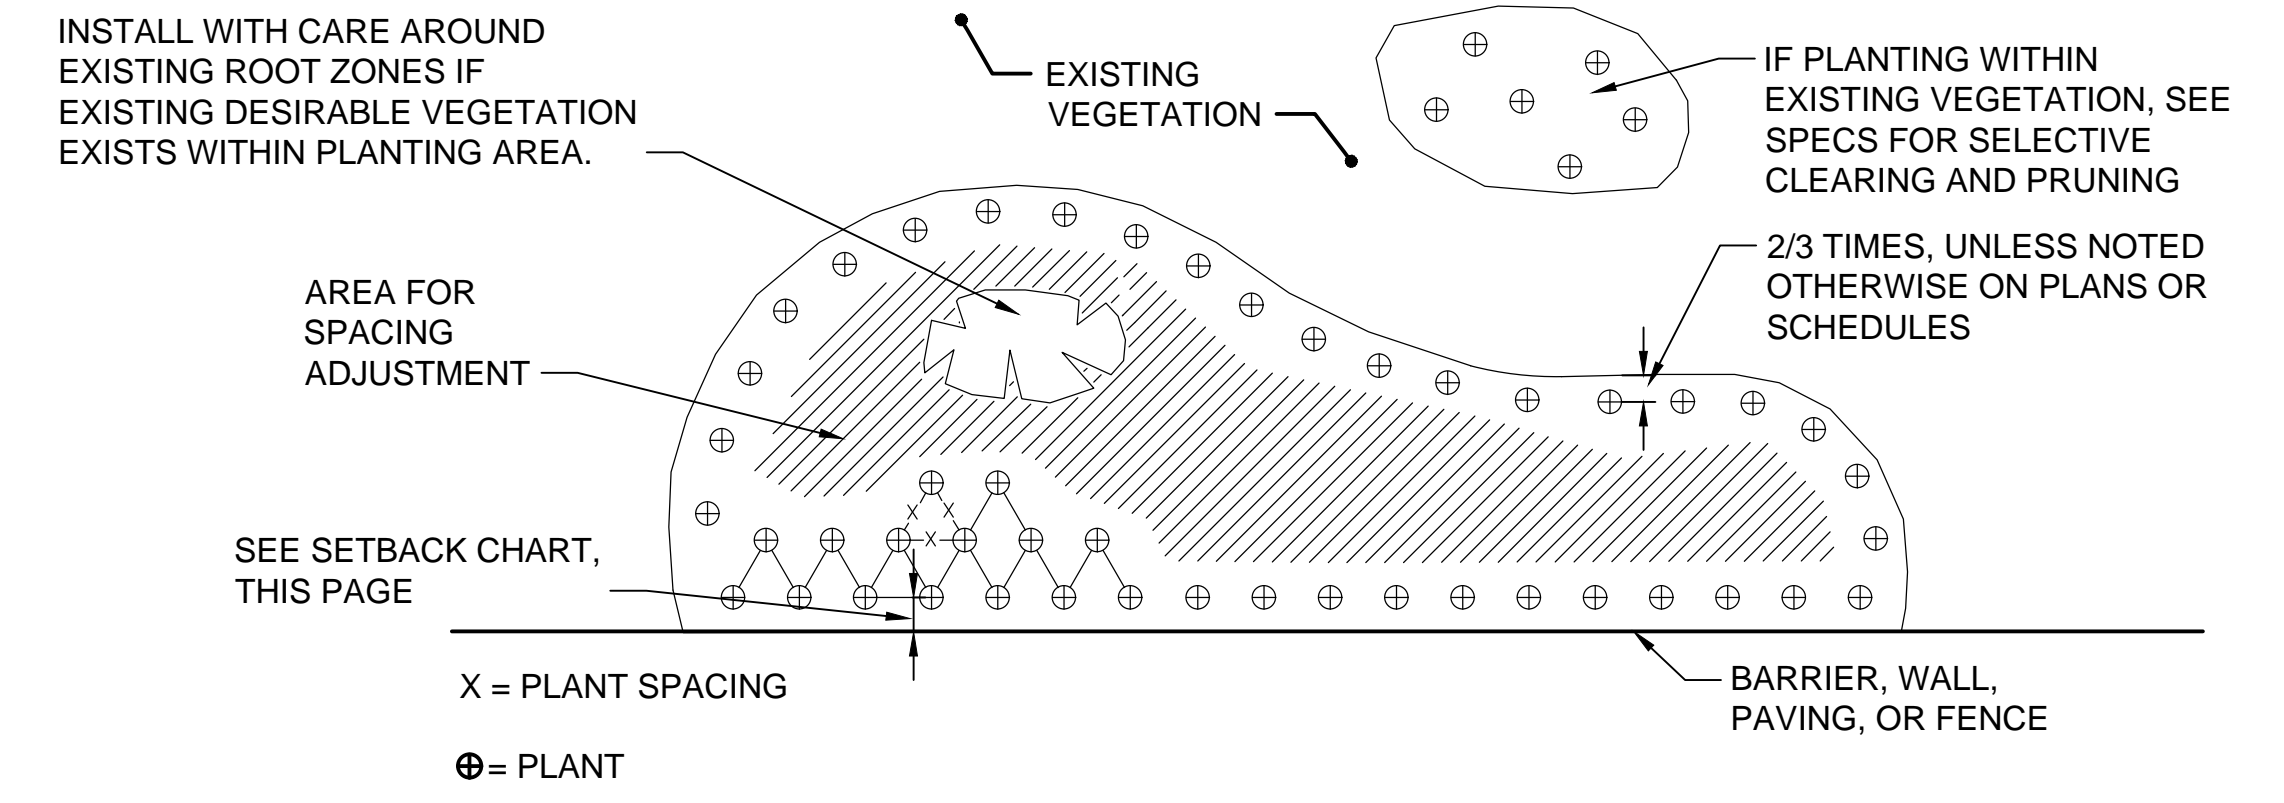 INSTALL WITH CARE AROUND
EXISTING ROOT ZONES IF
EXISTING DESIRABLE VEGETATION
EXISTS WITHIN PLANTING AREA.
EXISTING
VEGETATION
IF PLANTING WITHIN
EXISTING VEGETATION, SEE
SPECS FOR SELECTIVE
CLEARING AND PRUNING
2/3 TIMES, UNLESS NOTED
OTHERWISE ON PLANS OR
SCHEDULES
AREA FOR
SPACING
ADJUSTMENT
X
X
X
SEE SETBACK CHART,
THIS PAGE
X = PLANT SPACING
BARRIER, WALL,
PAVING, OR FENCE
⊕= PLANT